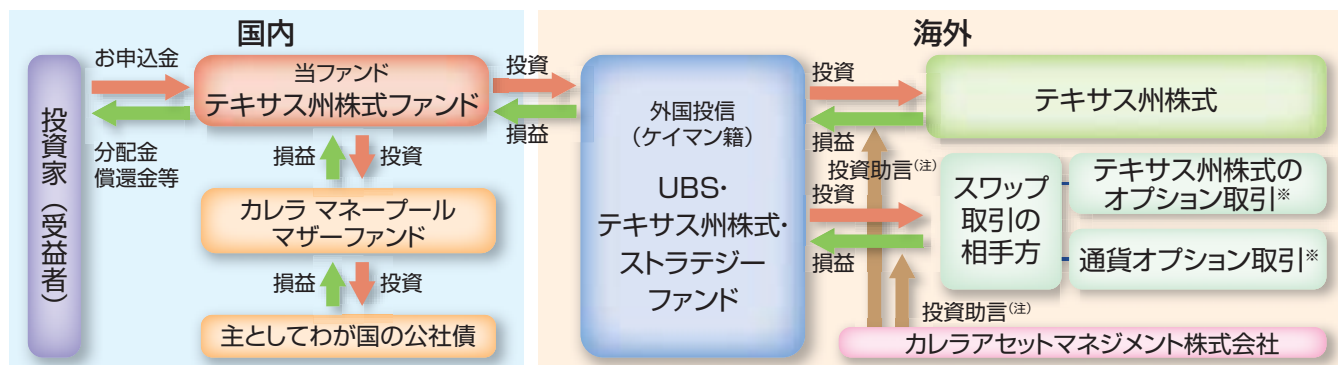 国内
お申込金
投資家（受益者）
分配金
償還金等
当ファンド
テキサス州株式ファンド
投資
損益
損益
投資
カレラ マネープール
マザーファンド
損益
投資
主としてわが国の公社債
海外
外国投信
（ケイマン籍）
UBS・
テキサス州株式・
ストラテジー
ファンド
投資
損益
テキサス州株式
投資助言(注)
投資
損益
スワップ
取引の
相手方
テキサス州株式の
オプション取引※
通貨オプション取引※
投資助言(注)
カレラアセットマネジメント株式会社